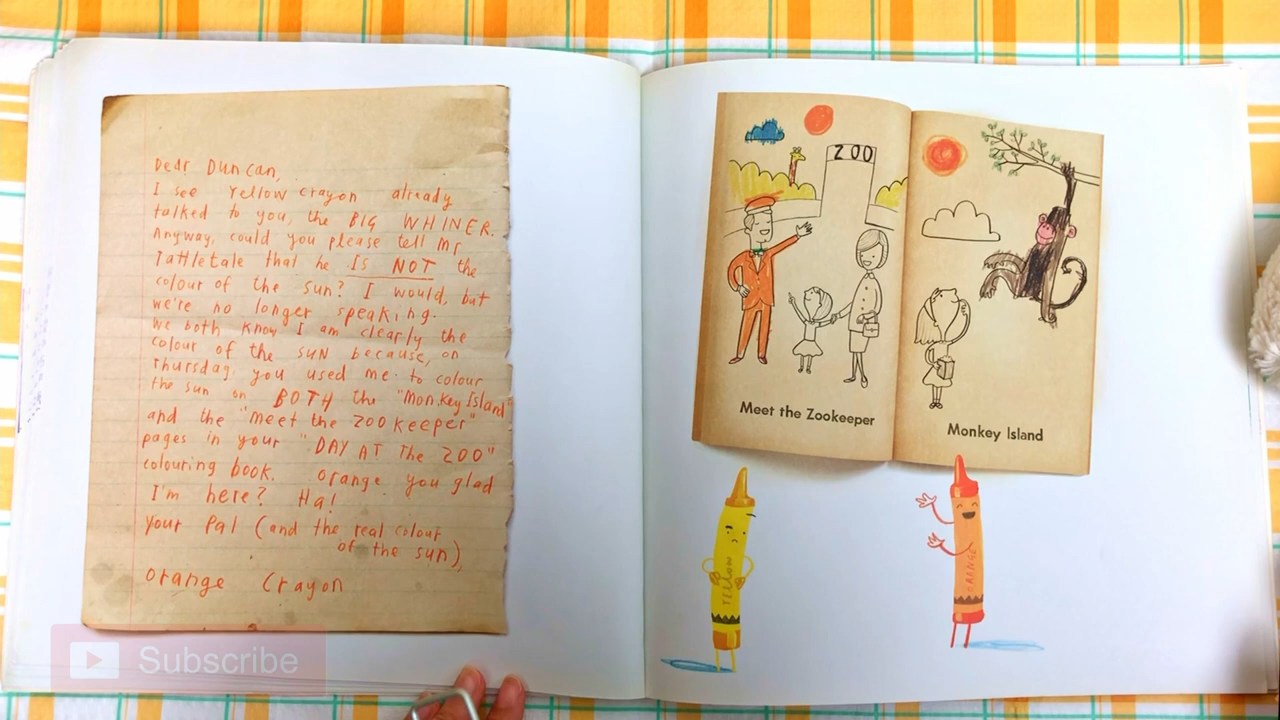 Dear Duncan,
I see Yellow crayon already
talked to you, the BIG WHINER.
Anyway, could you please tell Mr
Tattletale that he Is NOT the
colour of the sun? I would, but
we're no longer speaking.
we both know I am clearly the
colour of the sun because, on
Thursday, you used me to colour
the sun on BOTH the "Monkey Island"
and the "meet the zookeeper"
pages in your "DAY AT The ZOO"
colouring book. Orange you glad
I'm here? Ha!
Your Pal (and the real colour
of the sun),
Orange Crayon
ZOO
Meet the Zookeeper
Monkey Island
YELLOW
ORANGE
Subscribe